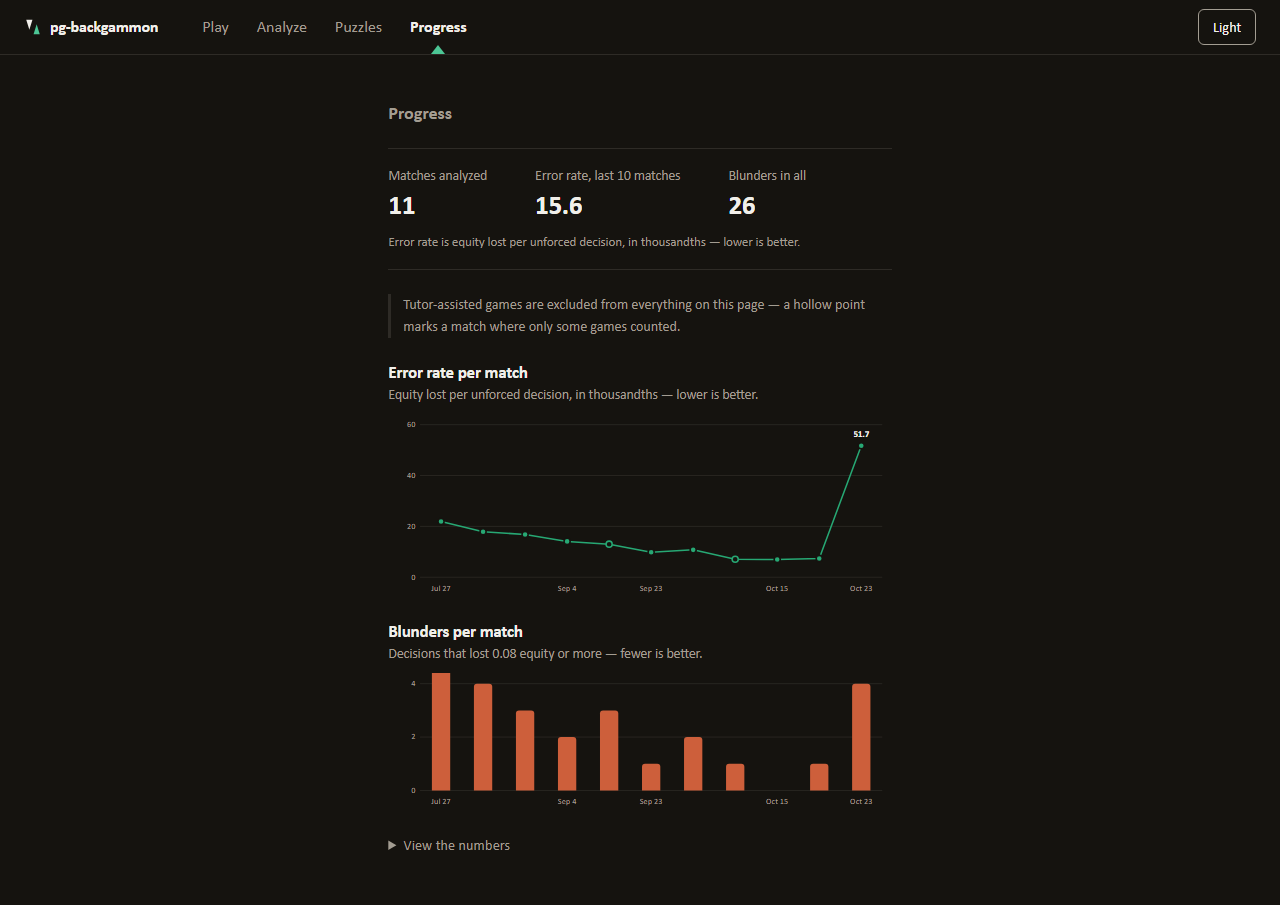 pg-backgammon Play Analyze Puzzles Progress Light
Progress
Matches analyzed Error rate, last 10 matches Blunders in all
11 15.6 26
Error rate is equity lost per unforced decision, in thousandths — lower is better.
Tutor-assisted games are excluded from everything on this page — a hollow point
marks a match where only some games counted.
Error rate per match
Equity lost per unforced decision, in thousandths — lower is better.
60
51.7
40
20
0
Jul 27 Sep 4 Sep 23 Oct 15 Oct 23
Blunders per match
Decisions that lost 0.08 equity or more — fewer is better.
4
2
0
Jul 27 Sep 4 Sep 23 Oct 15 Oct 23
View the numbers